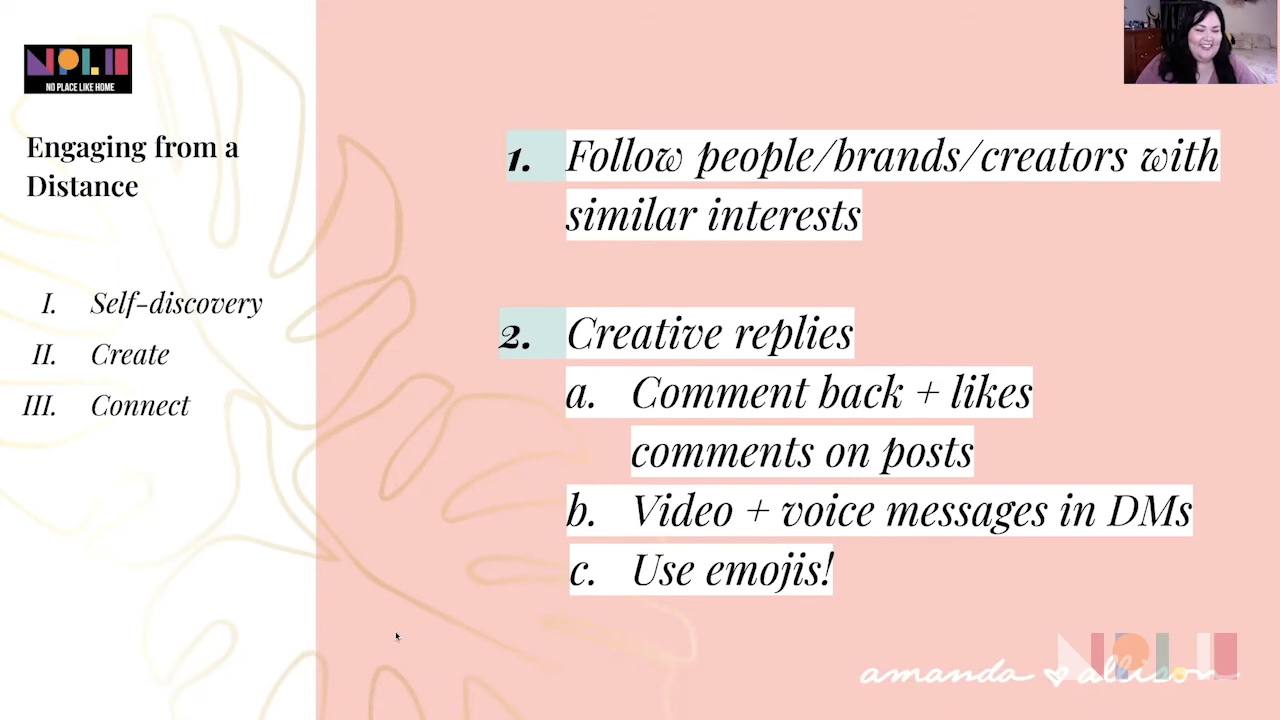 NPLH
NO PLACE LIKE HOME
Engaging from a
Distance
I. Self-discovery
II. Create
III. Connect
1. Follow people/brands/creators with
similar interests
2. Creative replies
a. Comment back + likes
comments on posts
b. Video + voice messages in DMs
c. Use emojis!
amanda allison
NPLH